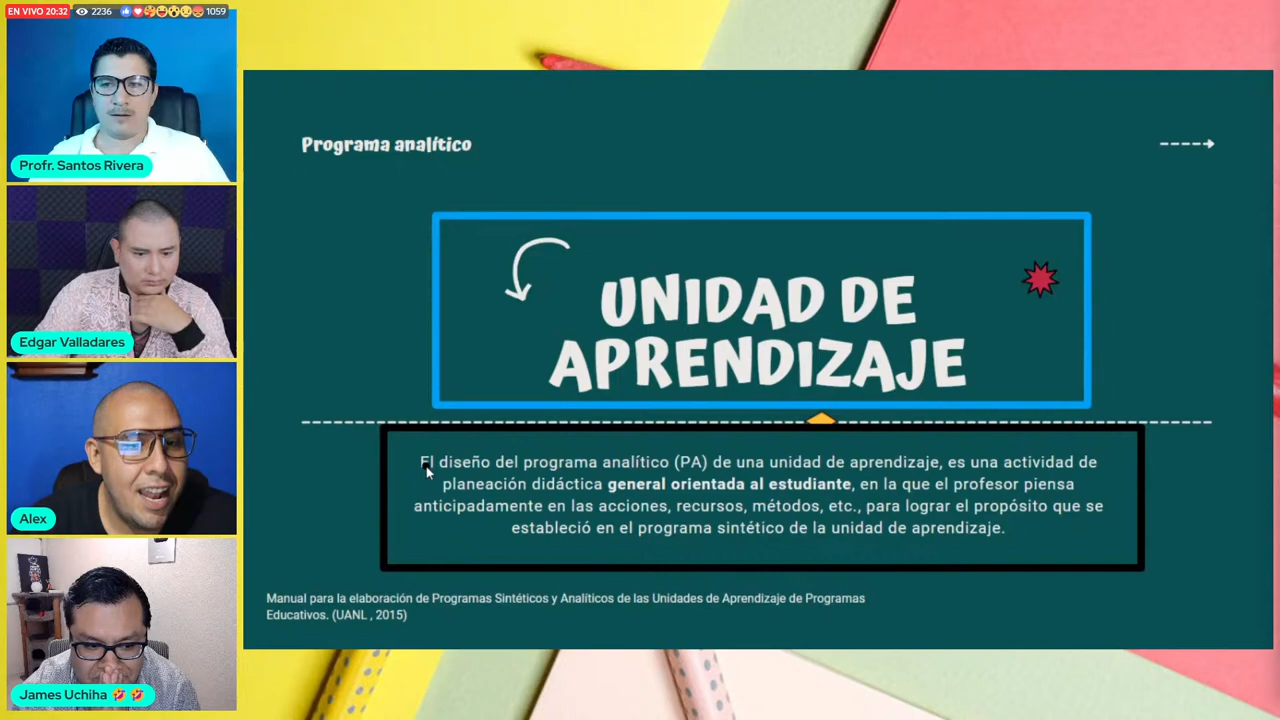 EN VIVO 20:32 2236 1059
Profr. Santos Rivera
Edgar Valladares
Alex
James Uchiha 🤣 🤣
Programa analítico
UNIDAD DE
APRENDIZAJE
El diseño del programa analítico (PA) de una unidad de aprendizaje, es una actividad de
planeación didáctica general orientada al estudiante, en la que el profesor piensa
anticipadamente en las acciones, recursos, métodos, etc., para lograr el propósito que se
estableció en el programa sintético de la unidad de aprendizaje.
Manual para la elaboración de Programas Sintéticos y Analíticos de las Unidades de Aprendizaje de Programas
Educativos. (UANL , 2015)